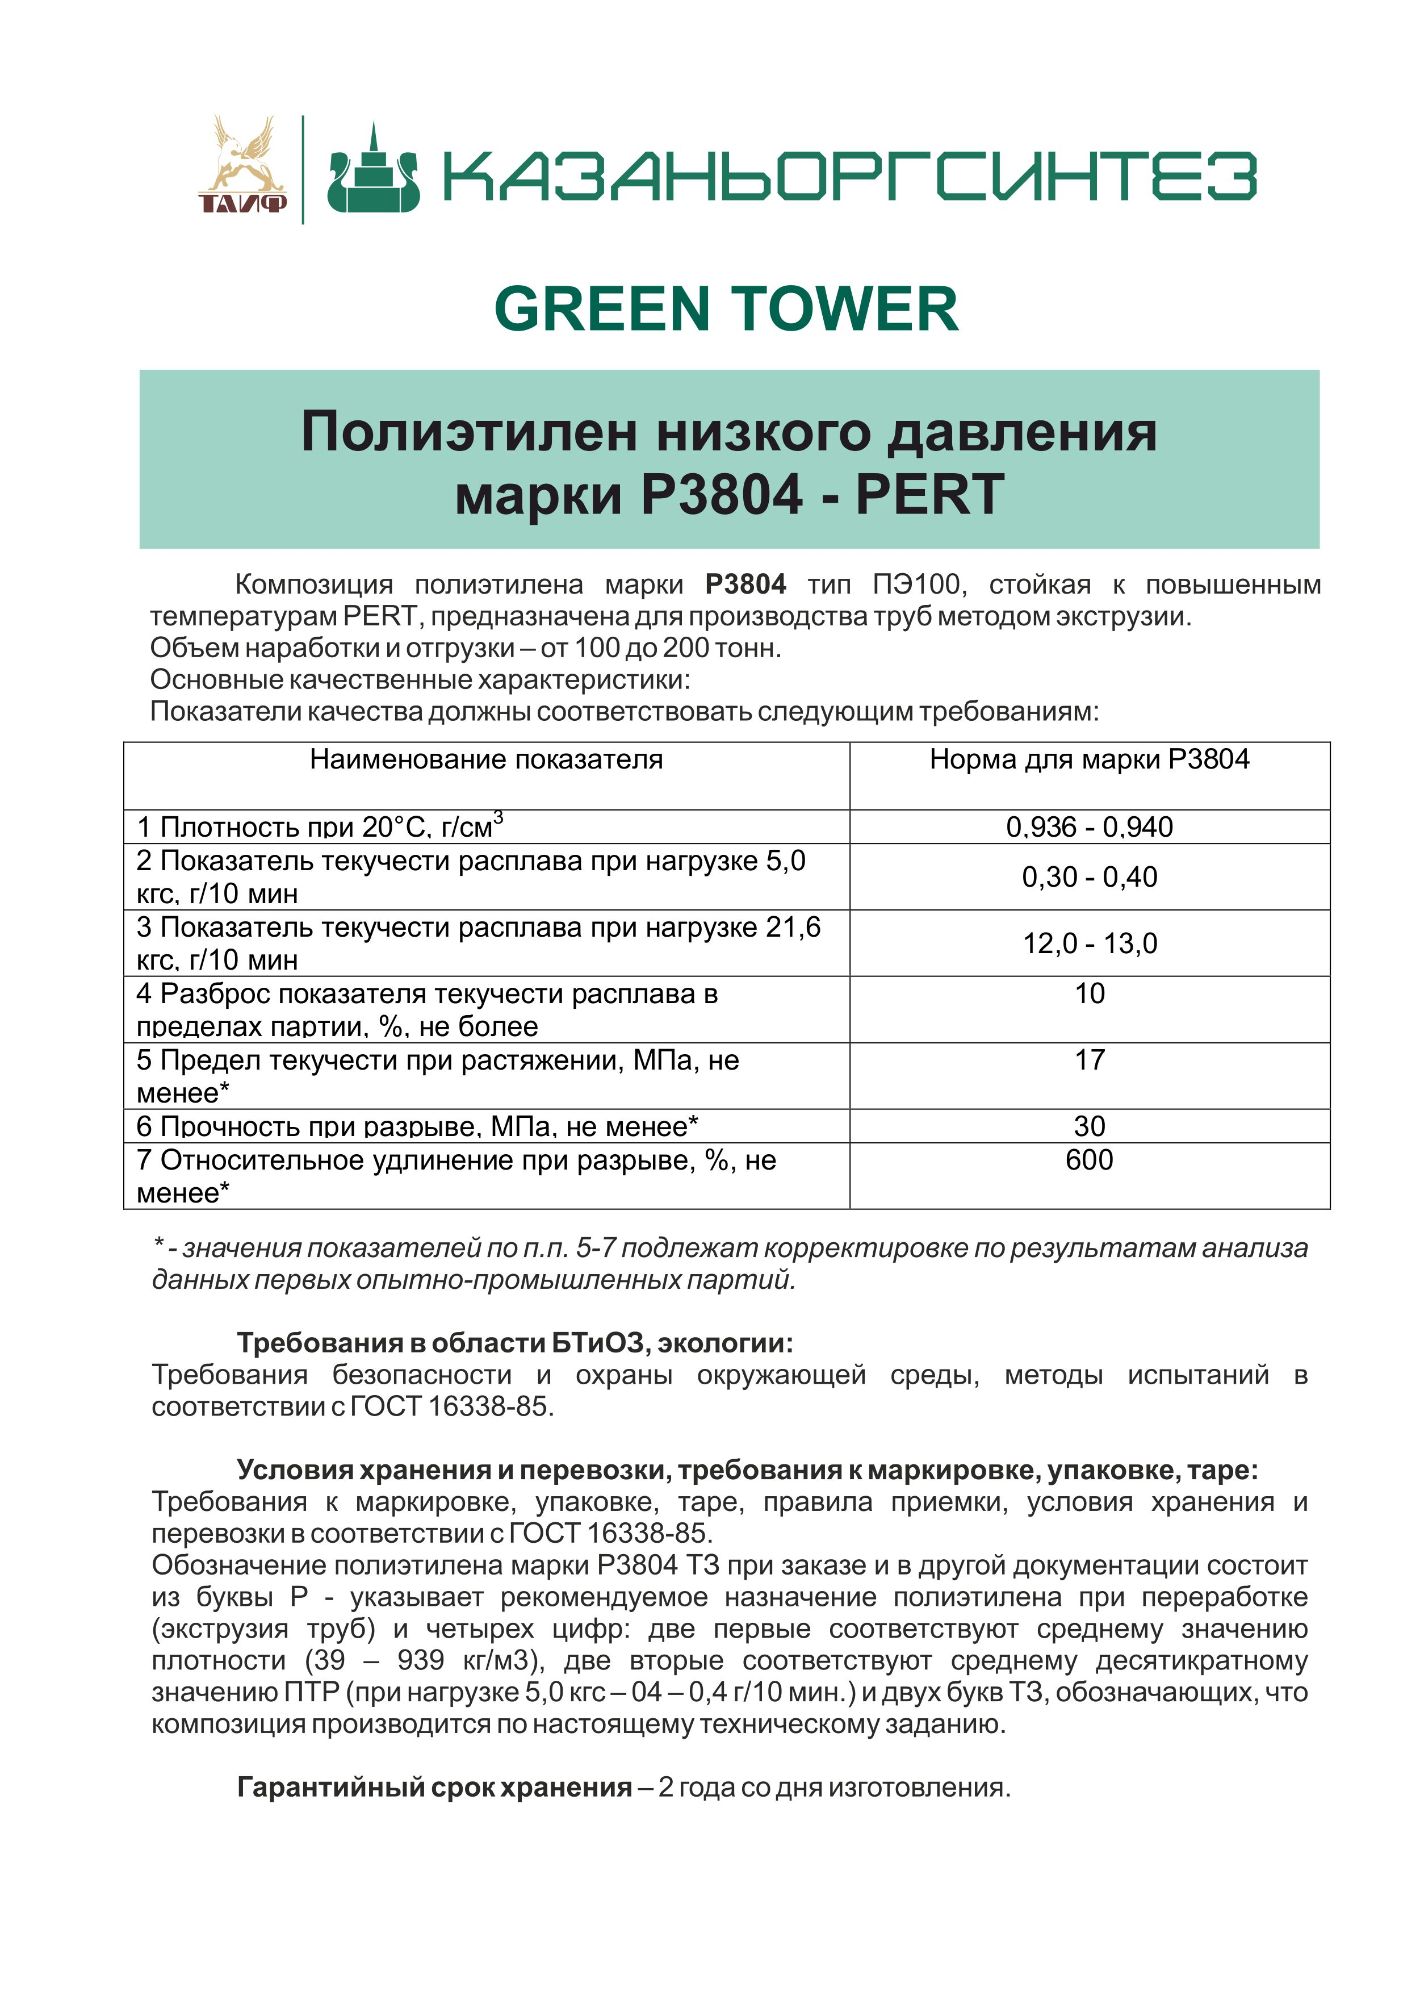 ТАИФ
КАЗАНЬОРГСИНТЕЗ
GREEN TOWER
Полиэтилен низкого давления
марки Р3804 - PERT
Композиция полиэтилена марки Р3804 тип ПЭ100, стойкая к повышенным
температурам PERT, предназначена для производства труб методом экструзии.
Объем наработки и отгрузки – от 100 до 200 тонн.
Основные качественные характеристики:
Показатели качества должны соответствовать следующим требованиям:
Наименование показателя
Норма для марки Р3804
1 Плотность при 20°С, г/см³
0,936 - 0,940
2 Показатель текучести расплава при нагрузке 5,0
кгс, г/10 мин
0,30 - 0,40
3 Показатель текучести расплава при нагрузке 21,6
кгс, г/10 мин
12,0 - 13,0
4 Разброс показателя текучести расплава в
пределах партии, %, не более
10
5 Предел текучести при растяжении, МПа, не
менее*
17
6 Прочность при разрыве, МПа, не менее*
30
7 Относительное удлинение при разрыве, %, не
менее*
600
* - значения показателей по п.п. 5-7 подлежат корректировке по результатам анализа
данных первых опытно-промышленных партий.
Требования в области БТиОЗ, экологии:
Требования безопасности и охраны окружающей среды, методы испытаний в
соответствии с ГОСТ 16338-85.
Условия хранения и перевозки, требования к маркировке, упаковке, таре:
Требования к маркировке, упаковке, таре, правила приемки, условия хранения и
перевозки в соответствии с ГОСТ 16338-85.
Обозначение полиэтилена марки Р3804 ТЗ при заказе и в другой документации состоит
из буквы Р - указывает рекомендуемое назначение полиэтилена при переработке
(экструзия труб) и четырех цифр: две первые соответствуют среднему значению
плотности (39 – 939 кг/м3), две вторые соответствуют среднему десятикратному
значению ПТР (при нагрузке 5,0 кгс – 04 – 0,4 г/10 мин.) и двух букв ТЗ, обозначающих, что
композиция производится по настоящему техническому заданию.
Гарантийный срок хранения – 2 года со дня изготовления.